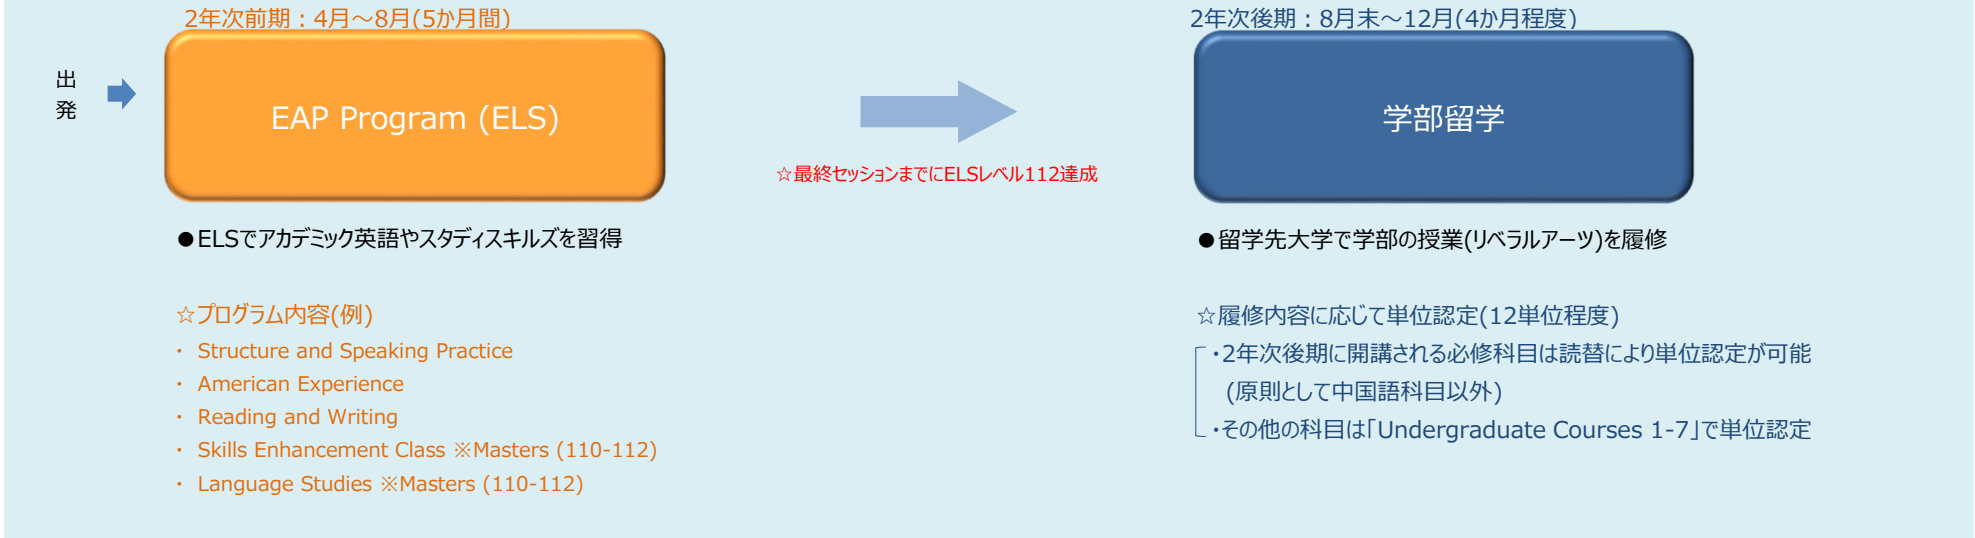 2年次前期：4月～8月(5か月間)
出
発
EAP Program (ELS)
●ELSでアカデミック英語やスタディスキルズを習得
☆プログラム内容(例)
・ Structure and Speaking Practice
・ American Experience
・ Reading and Writing
・ Skills Enhancement Class ※Masters (110-112)
・ Language Studies ※Masters (110-112)
☆最終セッションまでにELSレベル112達成
2年次後期：8月末～12月(4か月程度)
学部留学
●留学先大学で学部の授業(リベラルアーツ)を履修
☆履修内容に応じて単位認定(12単位程度)
・2年次後期に開講される必修科目は読替により単位認定が可能
(原則として中国語科目以外)
・その他の科目は「Undergraduate Courses 1-7」で単位認定